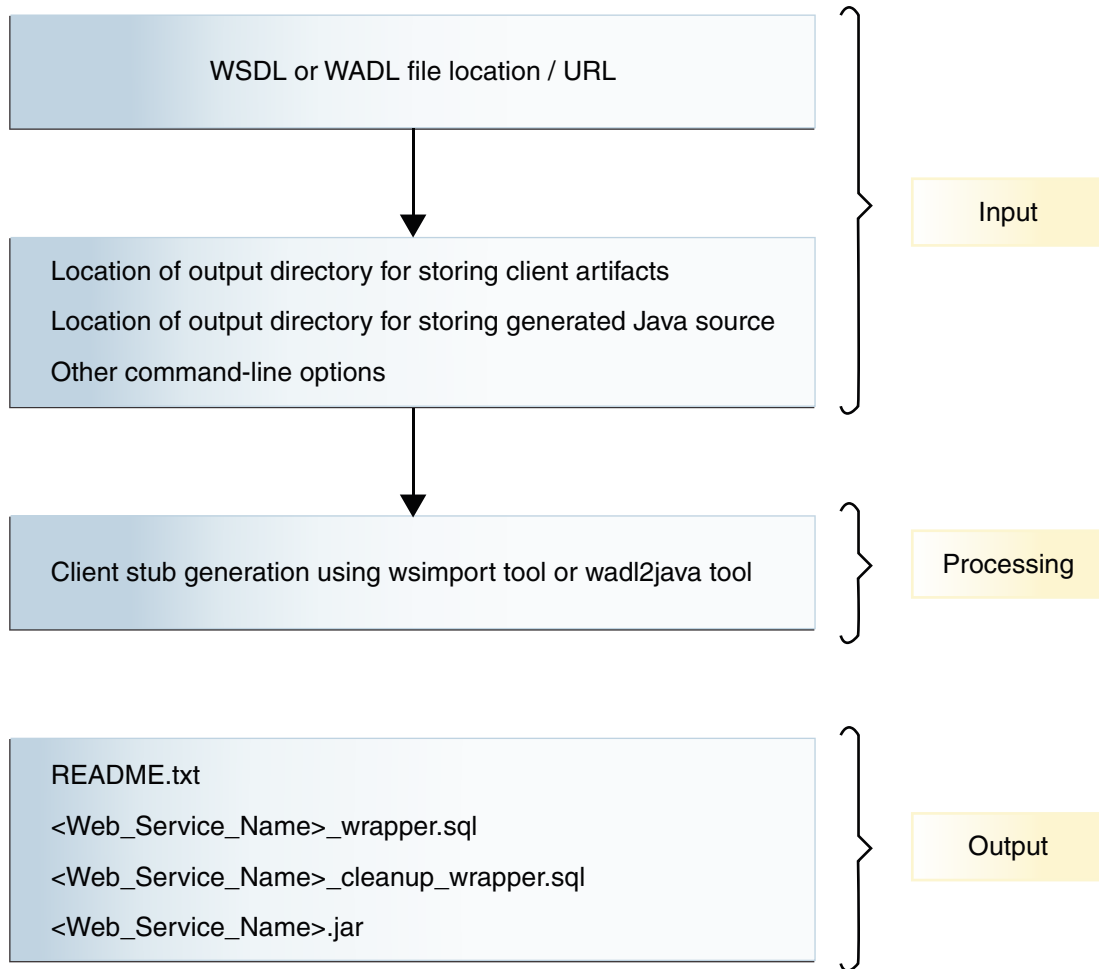 WSDL or WADL file location / URL
Input
Location of output directory for storing client artifacts
Location of output directory for storing generated Java source
Other command-line options
Client stub generation using wsimport tool or wadl2java tool
Processing
README.txt
<Web_Service_Name>_wrapper.sql
<Web_Service_Name>_cleanup_wrapper.sql
<Web_Service_Name>.jar
Output